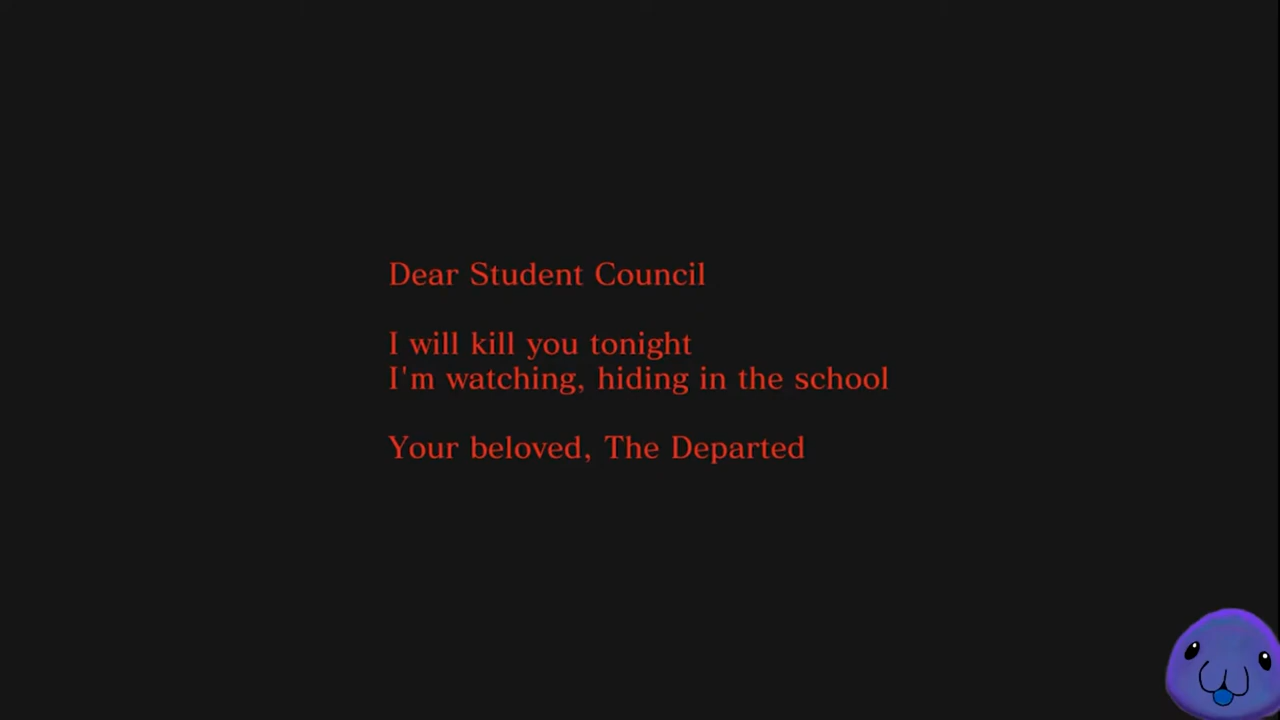 Dear Student Council
I will kill you tonight
I'm watching, hiding in the school
Your beloved, The Departed